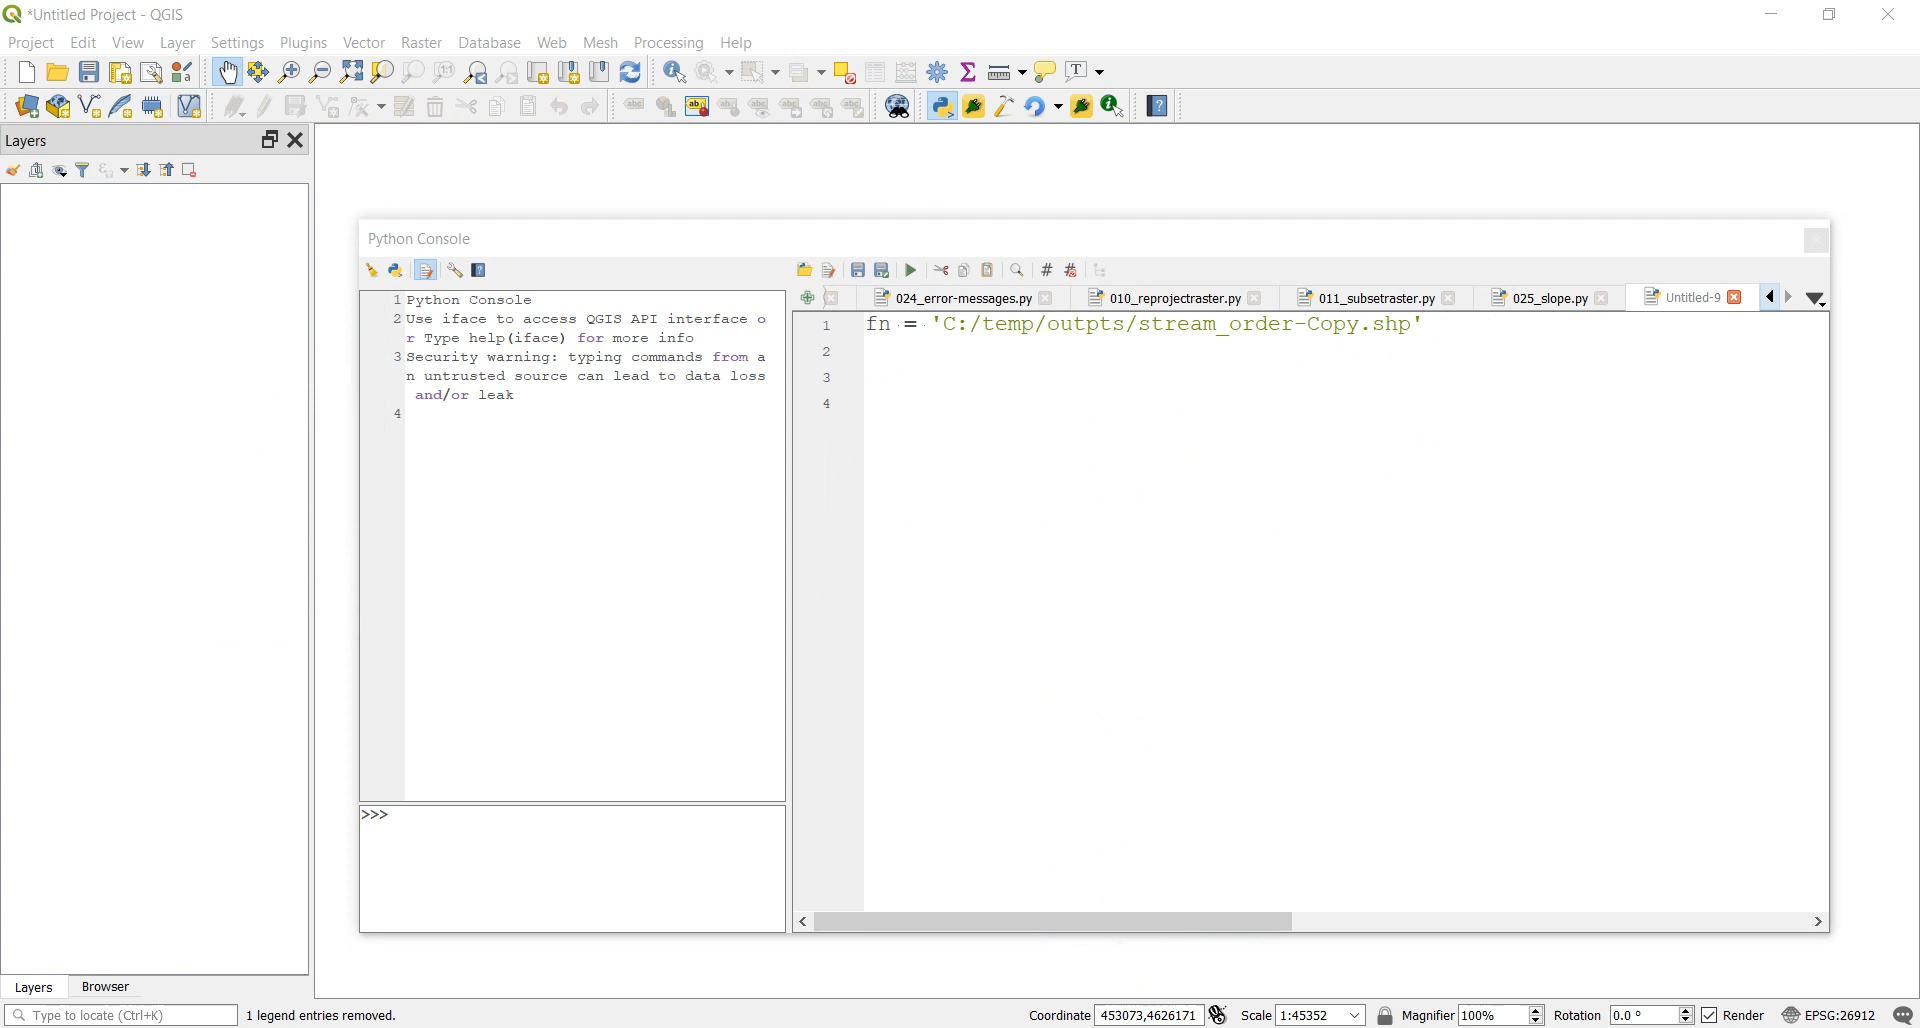 *Untitled Project - QGIS
Project Edit View Layer Settings Plugins Vector Raster Database Web Mesh Processing Help
Layers
Python Console
024_error-messages.py 010_reprojectraster.py 011_subsetraster.py 025_slope.py Untitled-9
1 Python Console
2 Use iface to access QGIS API interface o
r Type help(iface) for more info
3 Security warning: typing commands from a
n untrusted source can lead to data loss
and/or leak
4
>>>
1 fn = 'C:/temp/outpts/stream_order-Copy.shp'
2
3
4
Layers Browser
Type to locate (Ctrl+K) 1 legend entries removed. Coordinate 453073,4626171 Scale 1:45352 Magnifier 100% Rotation 0.0 ° Render EPSG:26912